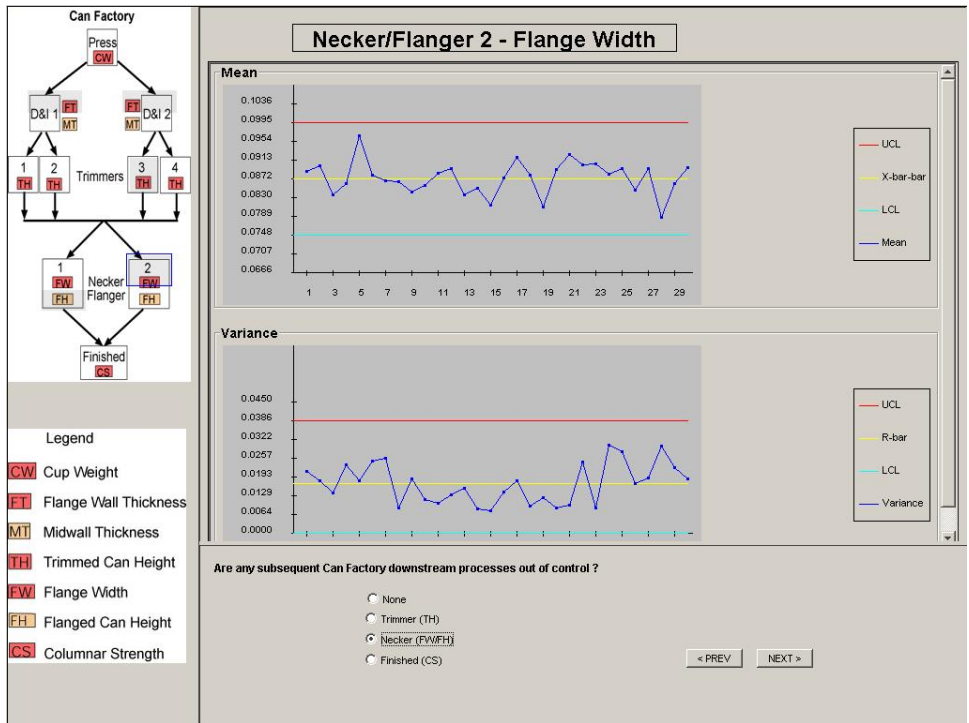 Can Factory
Press
CW
D&I 1
FT
MT
FT
MT
D&I 2
1
TH
2
TH
Trimmers
3
TH
4
TH
1
FW
FH
Necker
Flanger
2
FW
FH
Finished
CS
Legend
CW Cup Weight
FT Flange Wall Thickness
MT Midwall Thickness
TH Trimmed Can Height
FW Flange Width
FH Flanged Can Height
CS Columnar Strength
Necker/Flanger 2 - Flange Width
Mean
0.1036
0.0995
0.0954
0.0913
0.0872
0.0830
0.0789
0.0748
0.0707
0.0666
1 3 5 7 9 11 13 15 17 19 21 23 25 27 29
UCL
X-bar-bar
LCL
Mean
Variance
0.0450
0.0386
0.0322
0.0257
0.0193
0.0129
0.0064
0.0000
UCL
R-bar
LCL
Variance
Are any subsequent Can Factory downstream processes out of control ?
None
Trimmer (TH)
Necker (FW/FH)
Finished (CS)
< PREV
NEXT >